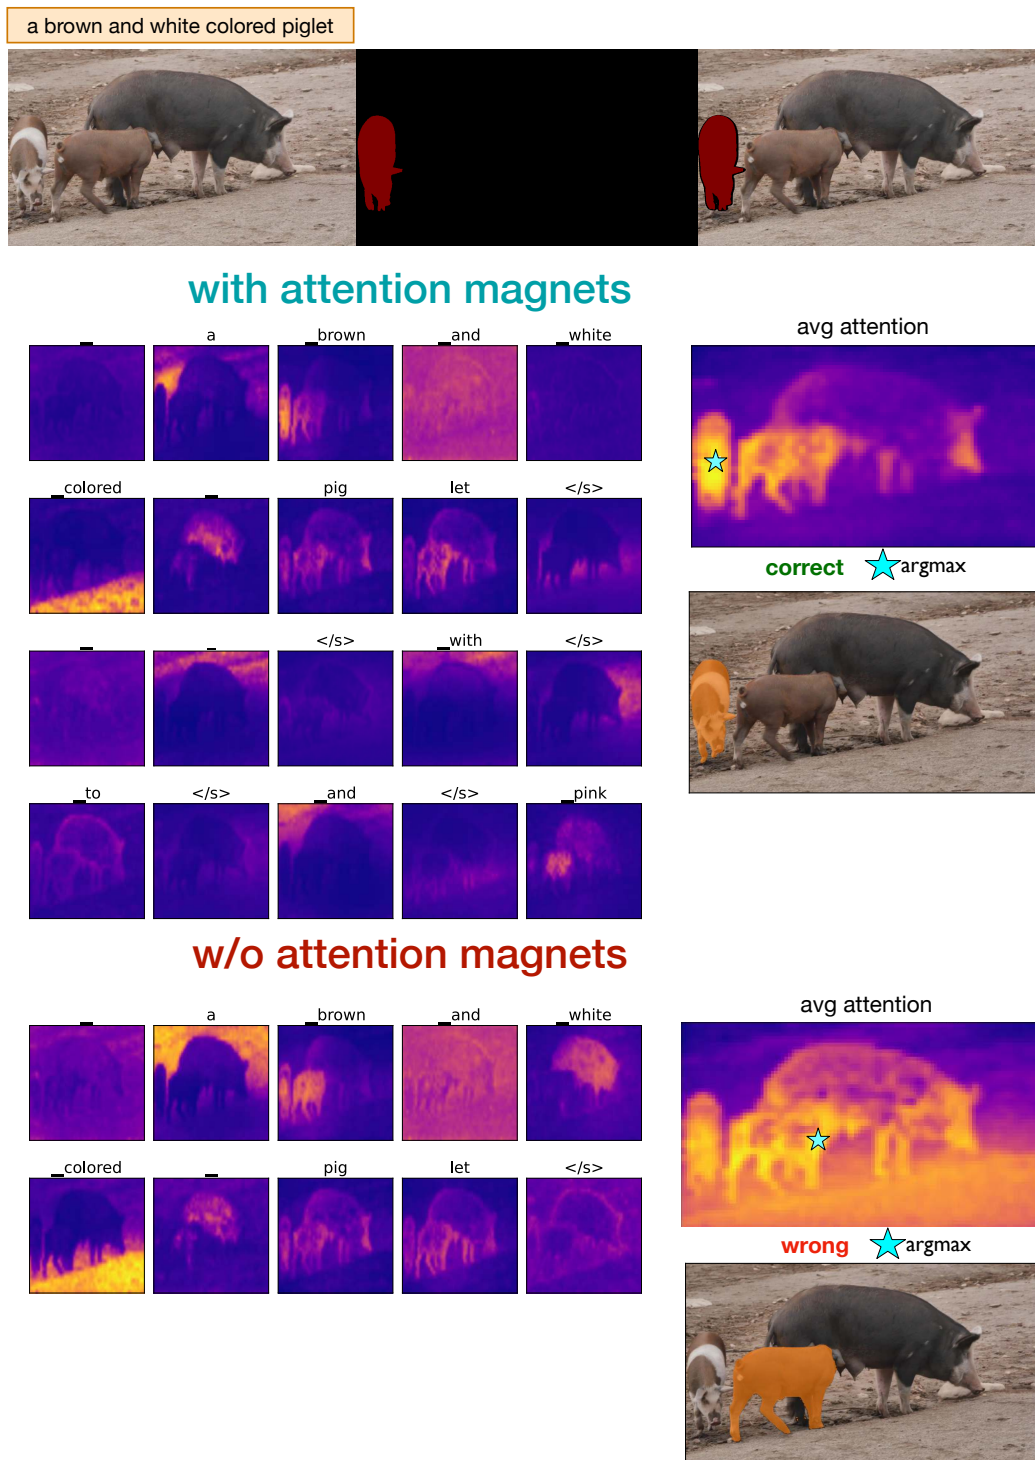 a brown and white colored piglet
with attention magnets
_ a _brown _and _white
avg attention
_colored _ pig let </s>
correct argmax
_ _ </s> _with </s>
_to </s> _and </s> _pink
w/o attention magnets
_ a _brown _and _white
avg attention
_colored _ pig let </s>
wrong argmax